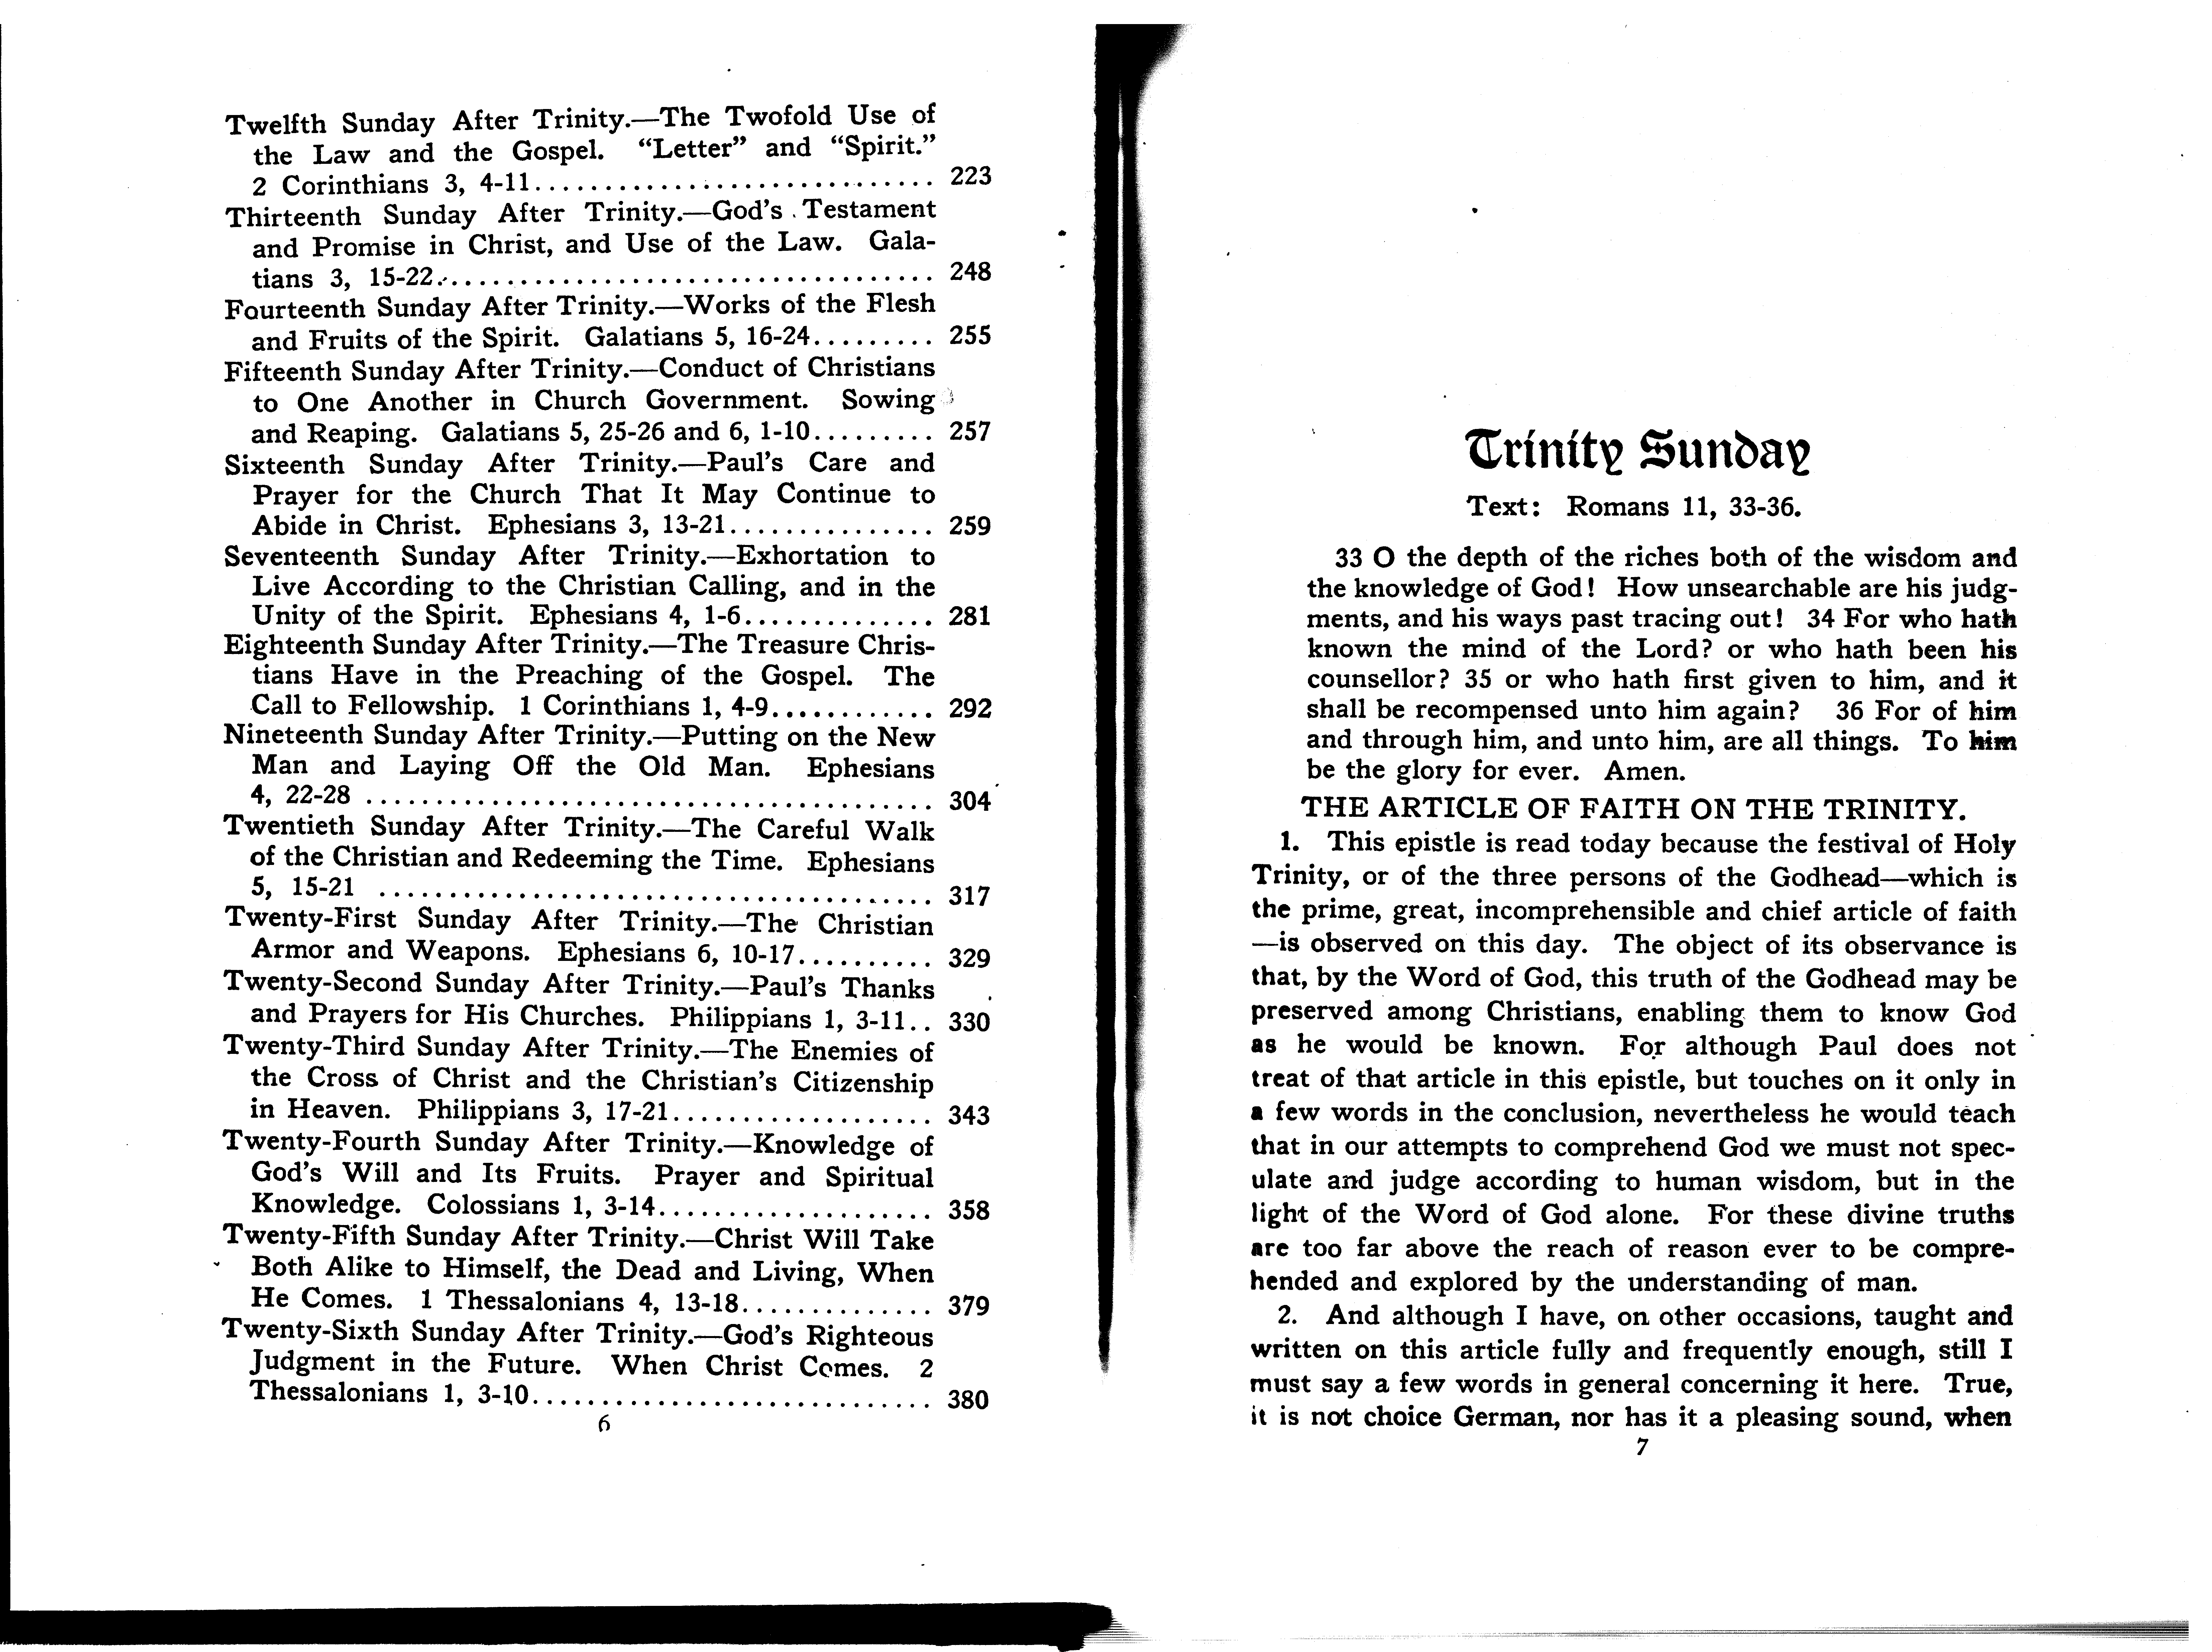 Twelfth Sunday After Trinity.—The Twofold Use of
the Law and the Gospel. “Letter” and “Spirit.”
2 Corinthians 3, 4-11............................. 223
Thirteenth Sunday After Trinity.—God's Testament
and Promise in Christ, and Use of the Law. Gala-
tians 3, 15-22.................................... 248
Fourteenth Sunday After Trinity.—Works of the Flesh
and Fruits of the Spirit. Galatians 5, 16-24......... 255
Fifteenth Sunday After Trinity.—Conduct of Christians
to One Another in Church Government. Sowing
and Reaping. Galatians 5, 25-26 and 6, 1-10......... 257
Sixteenth Sunday After Trinity.—Paul's Care and
Prayer for the Church That It May Continue to
Abide in Christ. Ephesians 3, 13-21............... 259
Seventeenth Sunday After Trinity.—Exhortation to
Live According to the Christian Calling, and in the
Unity of the Spirit. Ephesians 4, 1-6.............. 281
Eighteenth Sunday After Trinity.—The Treasure Chris-
tians Have in the Preaching of the Gospel. The
Call to Fellowship. 1 Corinthians 1, 4-9............ 292
Nineteenth Sunday After Trinity.—Putting on the New
Man and Laying Off the Old Man. Ephesians
4, 22-28 ......................................... 304
Twentieth Sunday After Trinity.—The Careful Walk
of the Christian and Redeeming the Time. Ephesians
5, 15-21 ........................................ 317
Twenty-First Sunday After Trinity.—The Christian
Armor and Weapons. Ephesians 6, 10-17.......... 329
Twenty-Second Sunday After Trinity.—Paul's Thanks
and Prayers for His Churches. Philippians 1, 3-11.. 330
Twenty-Third Sunday After Trinity.—The Enemies of
the Cross of Christ and the Christian's Citizenship
in Heaven. Philippians 3, 17-21................... 343
Twenty-Fourth Sunday After Trinity.—Knowledge of
God's Will and Its Fruits. Prayer and Spiritual
Knowledge. Colossians 1, 3-14.................... 358
Twenty-Fifth Sunday After Trinity.—Christ Will Take
Both Alike to Himself, the Dead and Living, When
He Comes. 1 Thessalonians 4, 13-18.............. 379
Twenty-Sixth Sunday After Trinity.—God's Righteous
Judgment in the Future. When Christ Comes. 2
Thessalonians 1, 3-10............................. 380
6
Trinity Sunday
Text: Romans 11, 33-36.
33 O the depth of the riches both of the wisdom and
the knowledge of God! How unsearchable are his judg-
ments, and his ways past tracing out! 34 For who hath
known the mind of the Lord? or who hath been his
counsellor? 35 or who hath first given to him, and it
shall be recompensed unto him again? 36 For of him
and through him, and unto him, are all things. To him
be the glory for ever. Amen.
THE ARTICLE OF FAITH ON THE TRINITY.
1. This epistle is read today because the festival of Holy
Trinity, or of the three persons of the Godhead—which is
the prime, great, incomprehensible and chief article of faith
—is observed on this day. The object of its observance is
that, by the Word of God, this truth of the Godhead may be
preserved among Christians, enabling them to know God
as he would be known. For although Paul does not
treat of that article in this epistle, but touches on it only in
a few words in the conclusion, nevertheless he would teach
that in our attempts to comprehend God we must not spec-
ulate and judge according to human wisdom, but in the
light of the Word of God alone. For these divine truths
are too far above the reach of reason ever to be compre-
hended and explored by the understanding of man.
2. And although I have, on other occasions, taught and
written on this article fully and frequently enough, still I
must say a few words in general concerning it here. True,
it is not choice German, nor has it a pleasing sound, when
7